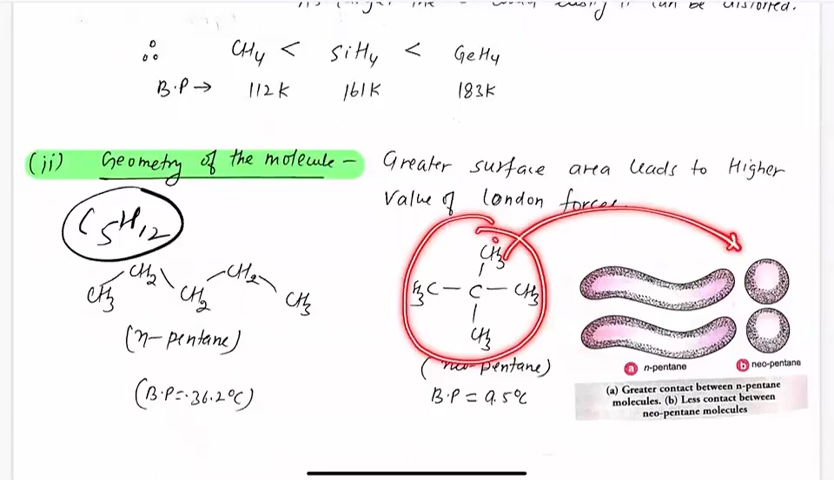 ∴ CH4 < SiH4 < GeH4
B.P → 112K 161K 183K
(ii) Geometry of the molecule - Greater surface area leads to Higher
Value of London forces
C5H12
CH3 CH2 CH2 CH2 CH3
(n-pentane)
(B.P = 36.2°C)
CH3
H3C - C - CH3
CH3
(neo pentane)
B.P = 9.5°C
a n-pentane b neo-pentane
(a) Greater contact between n-pentane
molecules. (b) Less contact between
neo-pentane molecules